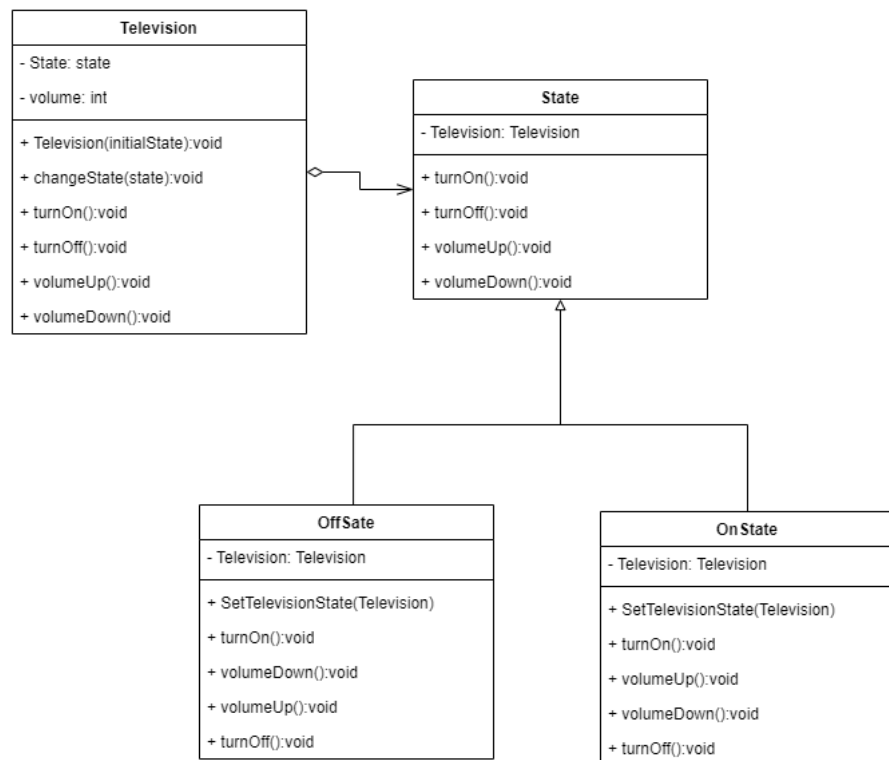 Television
- State: state
- volume: int
+ Television(initialState):void
+ changeState(state):void
+ turnOn():void
+ turnOff():void
+ volumeUp():void
+ volumeDown():void
State
- Television: Television
+ turnOn():void
+ turnOff():void
+ volumeUp():void
+ volumeDown():void
OffSate
- Television: Television
+ SetTelevisionState(Television)
+ turnOn():void
+ volumeDown():void
+ volumeUp():void
+ turnOff():void
OnState
- Television: Television
+ SetTelevisionState(Television)
+ turnOn():void
+ volumeUp():void
+ volumeDown():void
+ turnOff():void